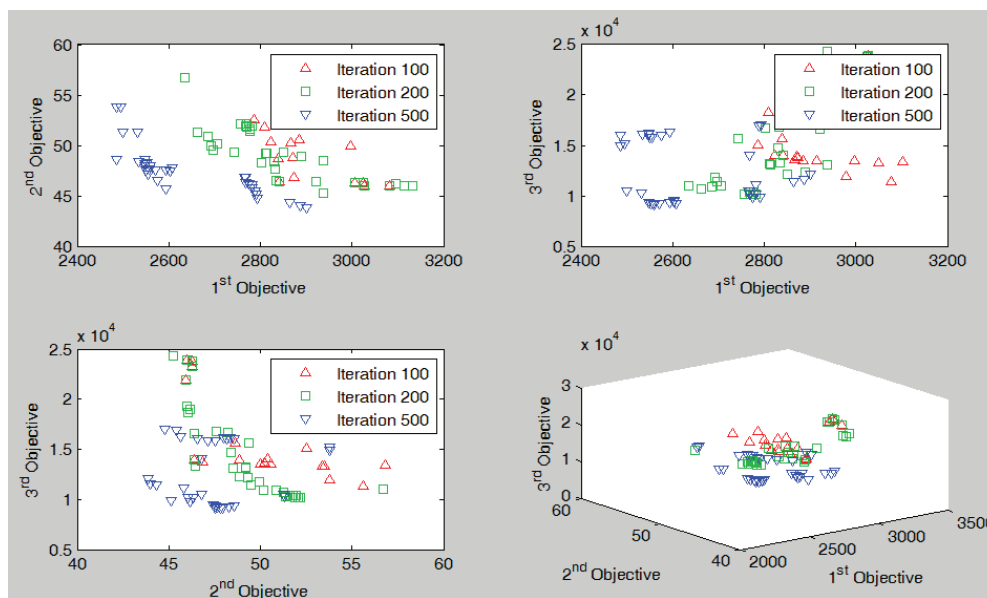 60
55
50
45
40
2400
2600
2800
3000
3200
2nd Objective
1st Objective
Iteration 100
Iteration 200
Iteration 500
x 10^4
2.5
2
1.5
1
0.5
2400
2600
2800
3000
3200
3rd Objective
1st Objective
Iteration 100
Iteration 200
Iteration 500
x 10^4
2.5
2
1.5
1
0.5
40
45
50
55
60
3rd Objective
2nd Objective
Iteration 100
Iteration 200
Iteration 500
x 10^4
3
2
1
0
60
50
40
2000
2500
3000
3500
3rd Objective
2nd Objective
1st Objective